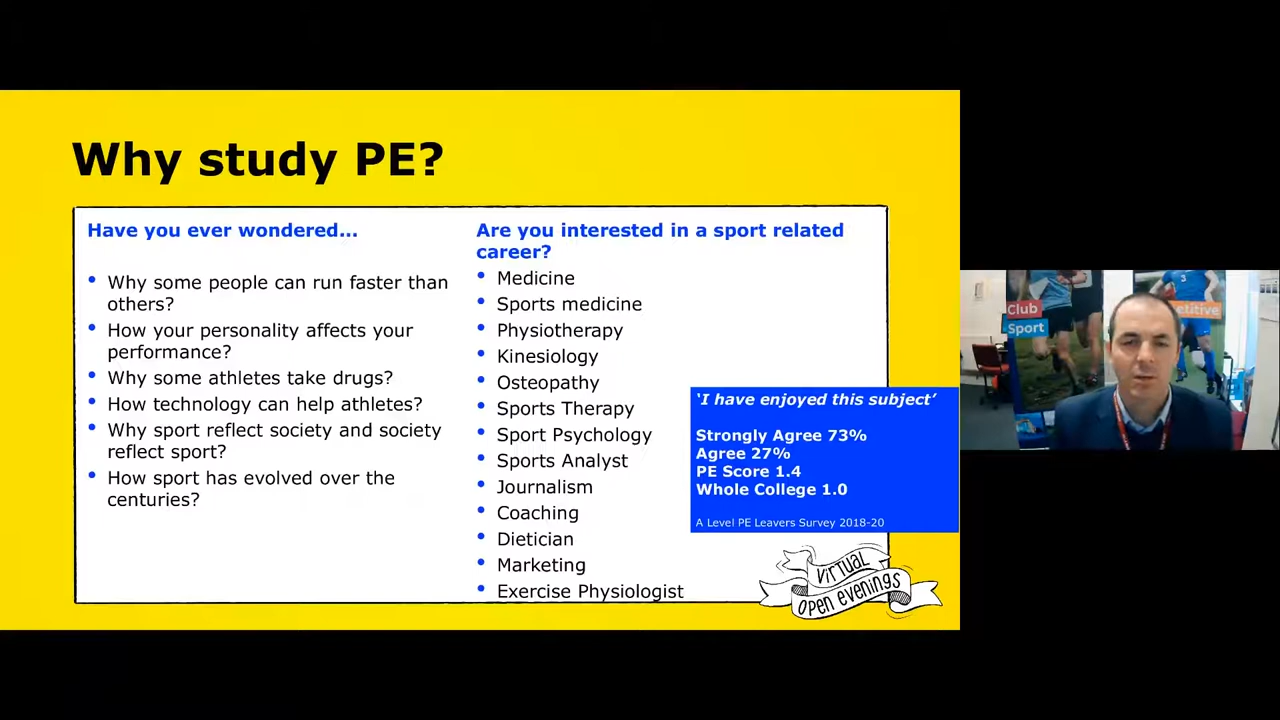 Why study PE?
Have you ever wondered...
Why some people can run faster than
others?
How your personality affects your
performance?
Why some athletes take drugs?
How technology can help athletes?
Why sport reflect society and society
reflect sport?
How sport has evolved over the
centuries?
Are you interested in a sport related
career?
Medicine
Sports medicine
Physiotherapy
Kinesiology
Osteopathy
Sports Therapy
Sport Psychology
Sports Analyst
Journalism
Coaching
Dietician
Marketing
Exercise Physiologist
‘I have enjoyed this subject’
Strongly Agree 73%
Agree 27%
PE Score 1.4
Whole College 1.0
A Level PE Leavers Survey 2018-20
VIRTUAL
open evenings
Club
Sport
3